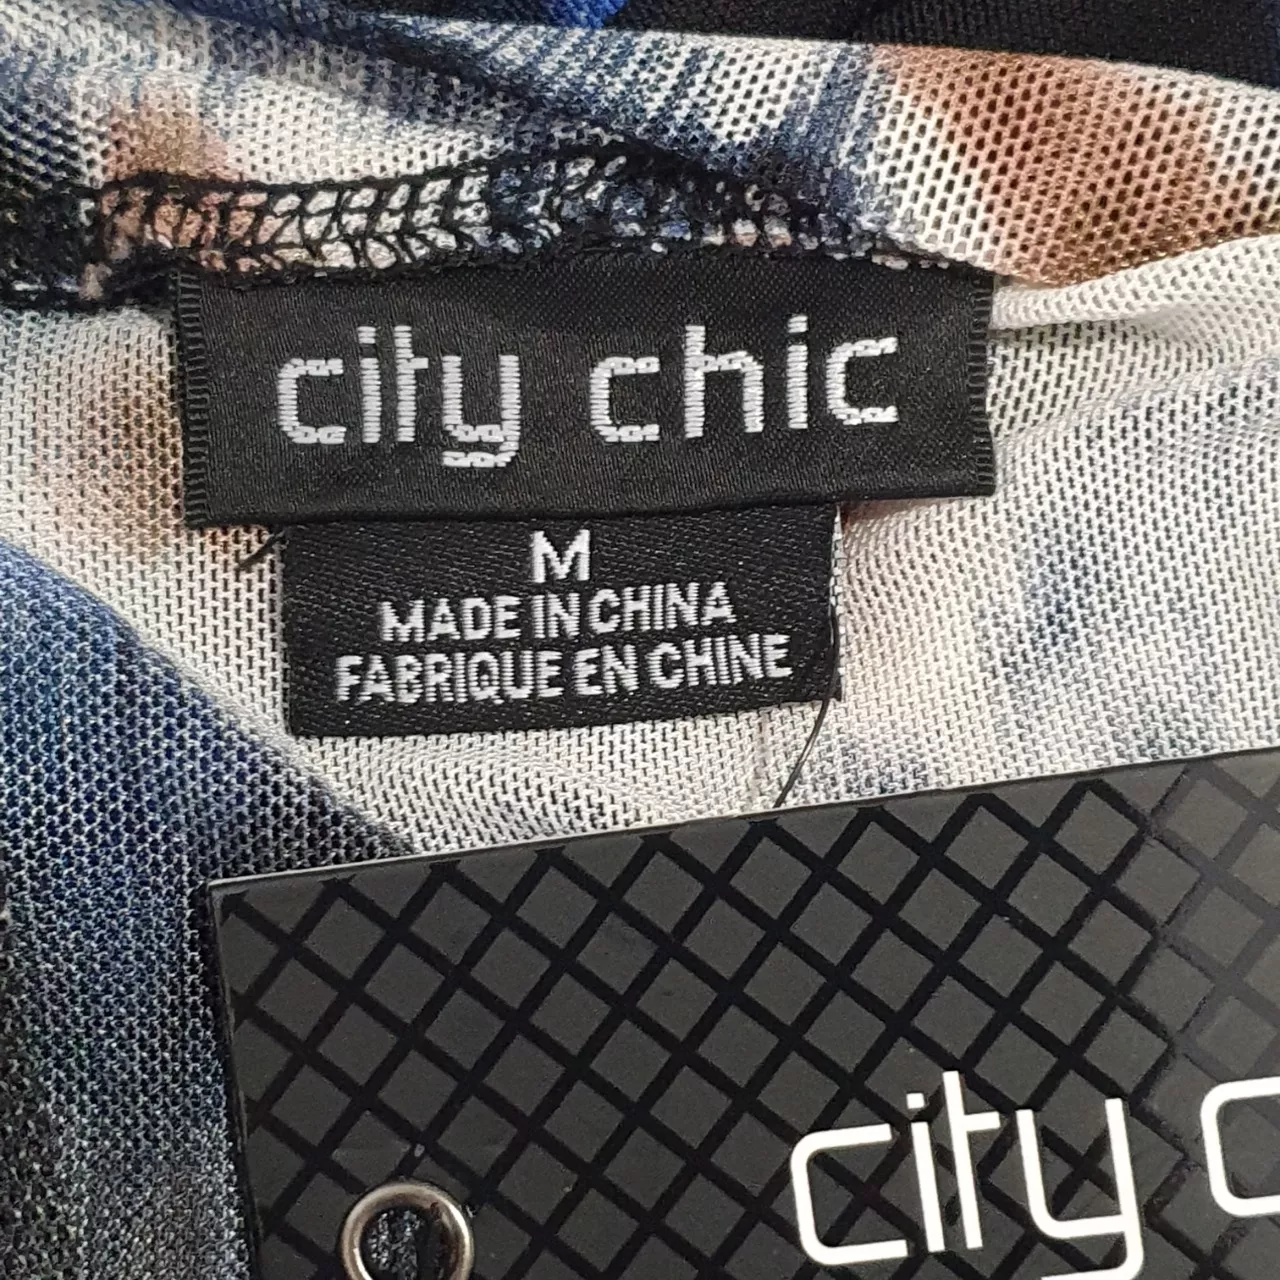 city chic
M
MADE IN CHINA
FABRIQUE EN CHINE
city c